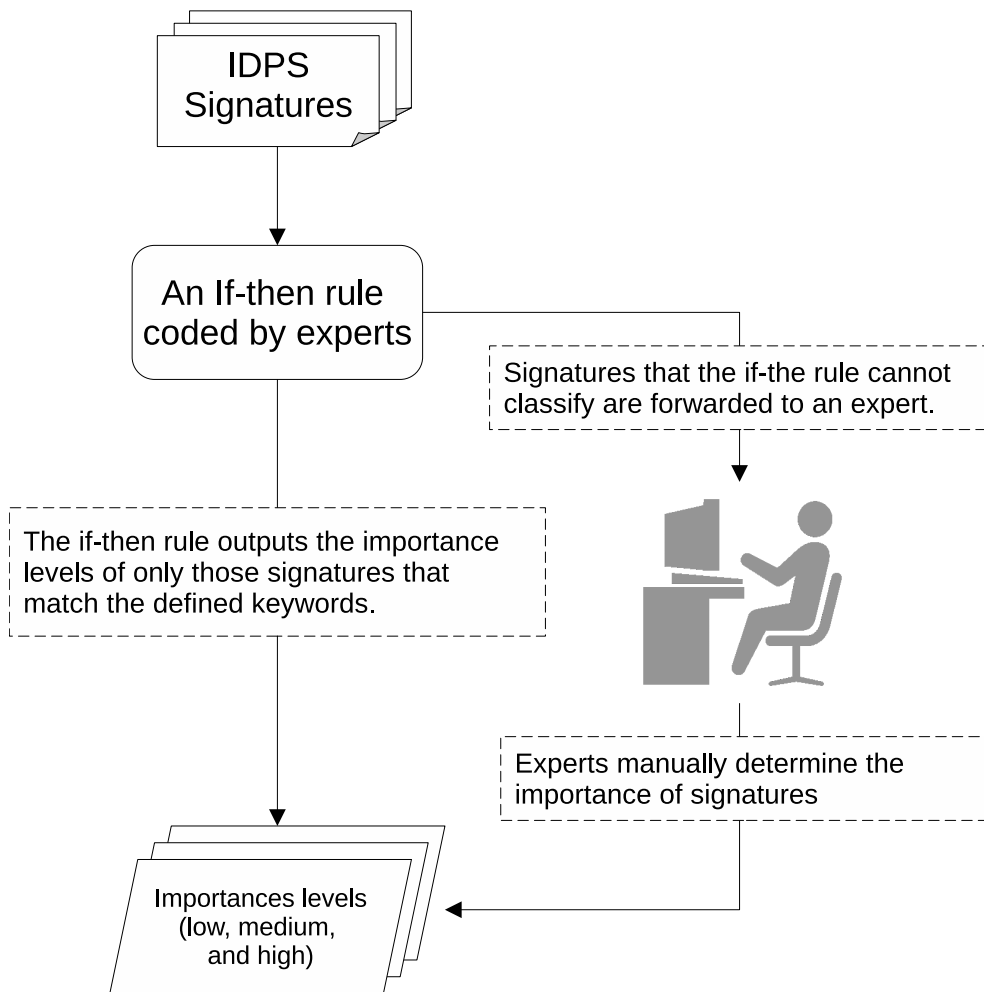 IDPS
Signatures
An If-then rule
coded by experts
Signatures that the if-the rule cannot
classify are forwarded to an expert.
The if-then rule outputs the importance
levels of only those signatures that
match the defined keywords.
Experts manually determine the
importance of signatures
Importances levels
(low, medium,
and high)